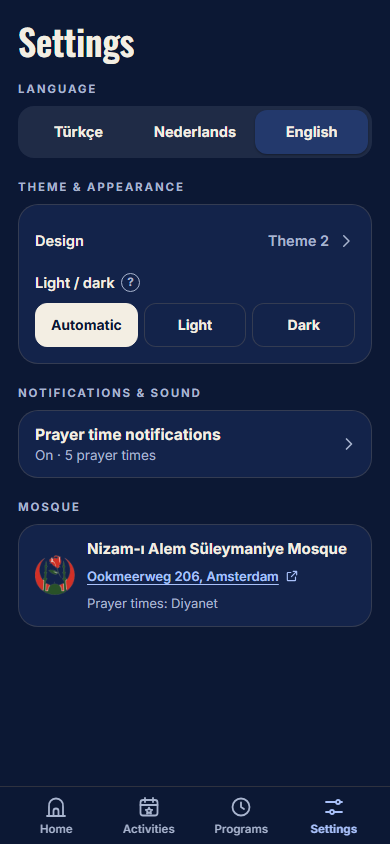 Settings
LANGUAGE
Türkçe
Nederlands
English
THEME & APPEARANCE
Design
Theme 2
Light / dark
?
Automatic
Light
Dark
NOTIFICATIONS & SOUND
Prayer time notifications
On · 5 prayer times
MOSQUE
Nizam-ı Alem Süleymaniye Mosque
Ookmeerweg 206, Amsterdam
Prayer times: Diyanet
Home
Activities
Programs
Settings